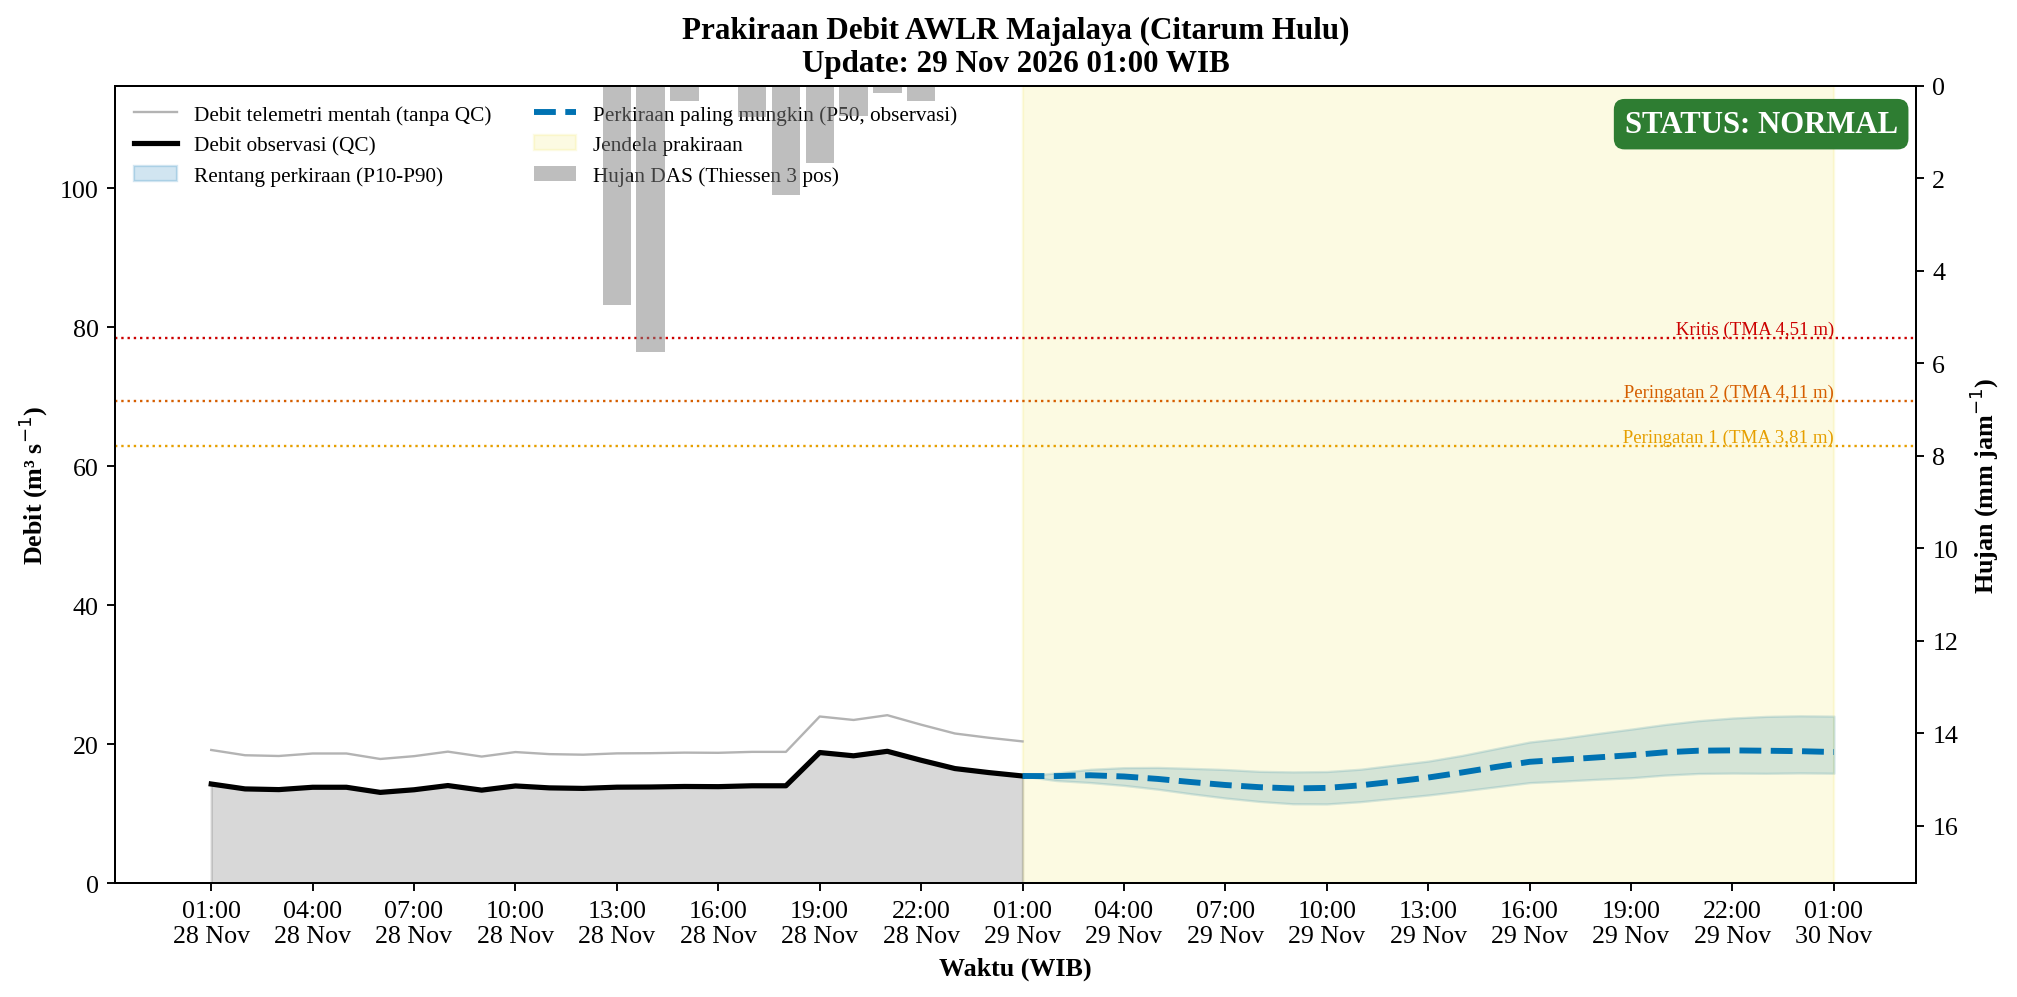 Prakiraan Debit AWLR Majalaya (Citarum Hulu)
Update: 29 Nov 2026 01:00 WIB
Debit telemetri mentah (tanpa QC)
Debit observasi (QC)
Rentang perkiraan (P10-P90)
Perkiraan paling mungkin (P50, observasi)
Jendela prakiraan
Hujan DAS (Thiessen 3 pos)
STATUS: NORMAL
Kritis (TMA 4,51 m)
Peringatan 2 (TMA 4,11 m)
Peringatan 1 (TMA 3,81 m)
Debit (m³ s⁻¹)
100
80
60
40
20
0
Hujan (mm jam⁻¹)
0
2
4
6
8
10
12
14
16
01:00 04:00 07:00 10:00 13:00 16:00 19:00 22:00 01:00 04:00 07:00 10:00 13:00 16:00 19:00 22:00 01:00
28 Nov 28 Nov 28 Nov 28 Nov 28 Nov 28 Nov 28 Nov 28 Nov 29 Nov 29 Nov 29 Nov 29 Nov 29 Nov 29 Nov 29 Nov 29 Nov 30 Nov
Waktu (WIB)